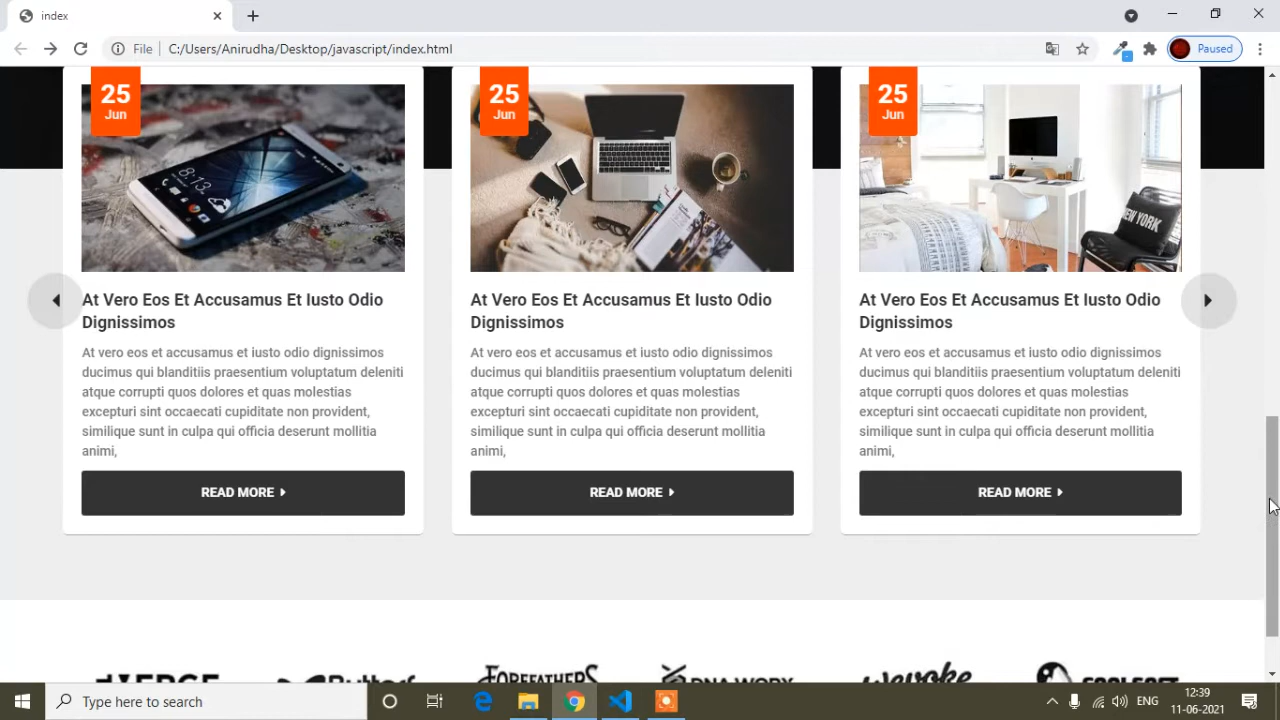 index
File
C:/Users/Anirudha/Desktop/javascript/index.html
Paused
25
Jun
25
Jun
25
Jun
8:13
NEW YORK
At Vero Eos Et Accusamus Et Iusto Odio
Dignissimos
At vero eos et accusamus et iusto odio dignissimos
ducimus qui blanditiis praesentium voluptatum deleniti
atque corrupti quos dolores et quas molestias
excepturi sint occaecati cupiditate non provident,
similique sunt in culpa qui officia deserunt mollitia
animi,
READ MORE
At Vero Eos Et Accusamus Et Iusto Odio
Dignissimos
At vero eos et accusamus et iusto odio dignissimos
ducimus qui blanditiis praesentium voluptatum deleniti
atque corrupti quos dolores et quas molestias
excepturi sint occaecati cupiditate non provident,
similique sunt in culpa qui officia deserunt mollitia
animi,
READ MORE
At Vero Eos Et Accusamus Et Iusto Odio
Dignissimos
At vero eos et accusamus et iusto odio dignissimos
ducimus qui blanditiis praesentium voluptatum deleniti
atque corrupti quos dolores et quas molestias
excepturi sint occaecati cupiditate non provident,
similique sunt in culpa qui officia deserunt mollitia
animi,
READ MORE
FOREFATHERS
DNA WORX
wevoke
Type here to search
ENG
12:39
11-06-2021